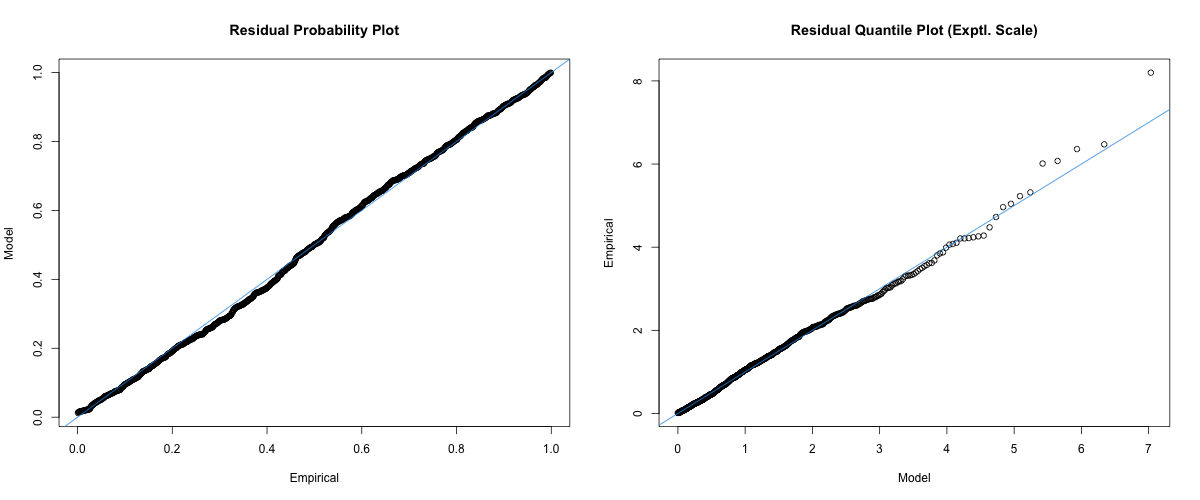 Residual Probability Plot
Model
0.0 0.2 0.4 0.6 0.8 1.0
0.0 0.2 0.4 0.6 0.8 1.0
Empirical
Residual Quantile Plot (Exptl. Scale)
Empirical
0 2 4 6 8
0 1 2 3 4 5 6 7
Model